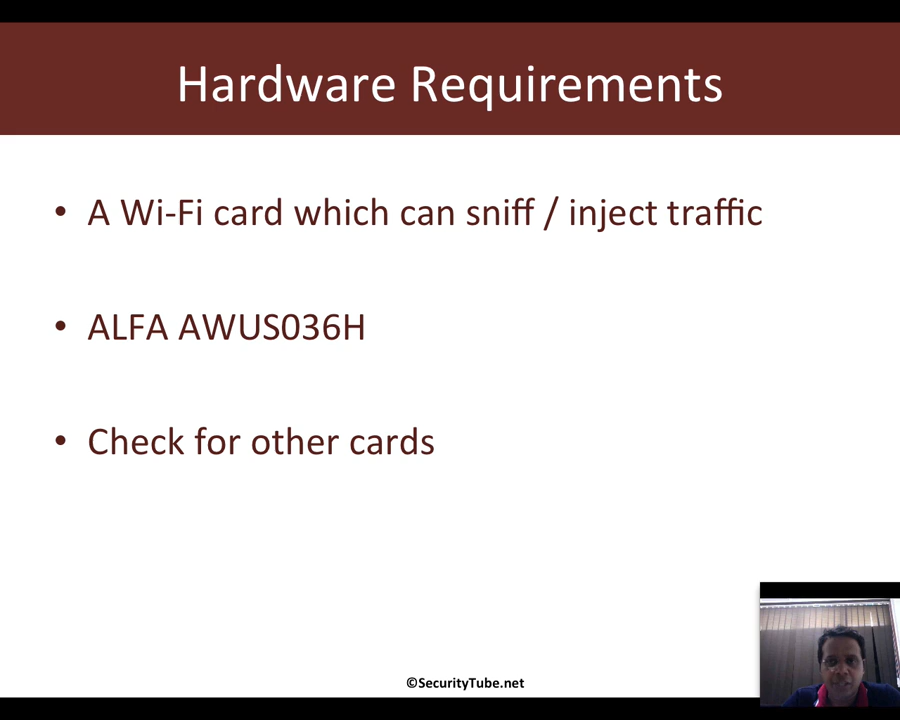 Hardware Requirements
• A Wi-Fi card which can sniff / inject traffic
• ALFA AWUS036H
• Check for other cards
©SecurityTube.net